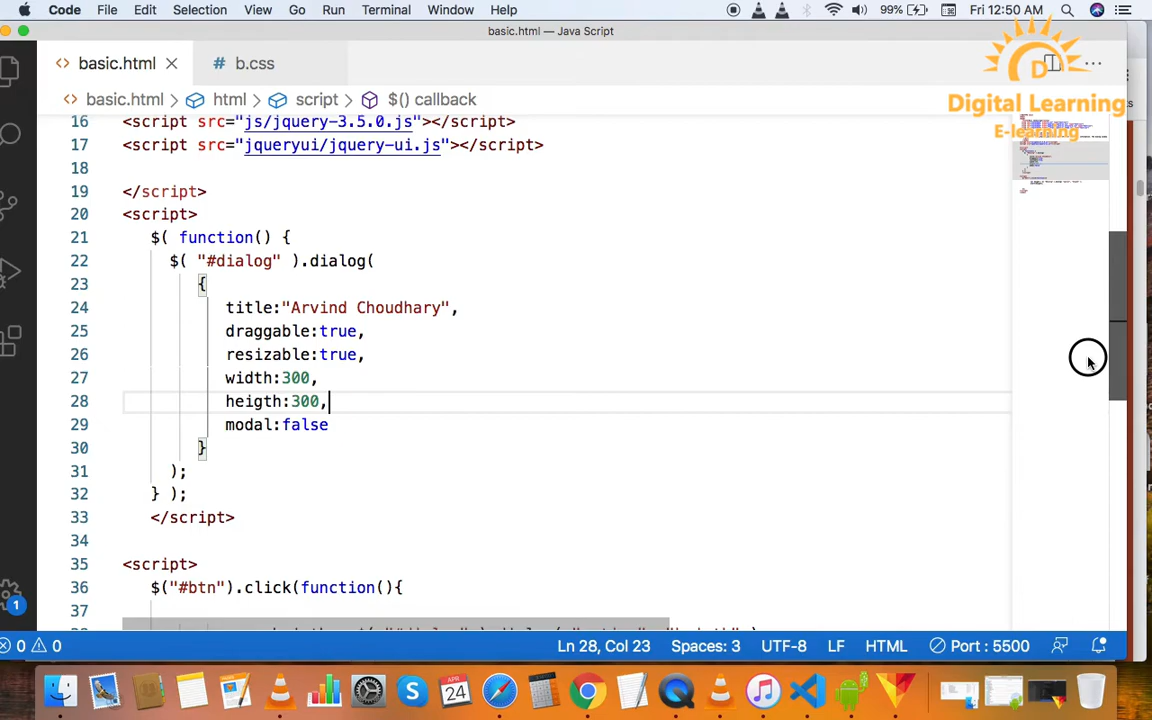 Code File Edit Selection View Go Run Terminal Window Help 99% Fri 12:50 AM
basic.html — Java Script
basic.html # b.css
D
Digital Learning
E-learning
basic.html html script $() callback
16 <script src="js/jquery-3.5.0.js"></script>
17 <script src="jqueryui/jquery-ui.js"></script>
18
19 </script>
20 <script>
21 $( function() {
22 $( "#dialog" ).dialog(
23 {
24 title:"Arvind Choudhary",
25 draggable:true,
26 resizable:true,
27 width:300,
28 heigth:300,
29 modal:false
30 }
31 );
32 } );
33 </script>
34
35 <script>
36 $("#btn").click(function(){
37
0 0 Ln 28, Col 23 Spaces: 3 UTF-8 LF HTML Port : 5500
1
APR
24